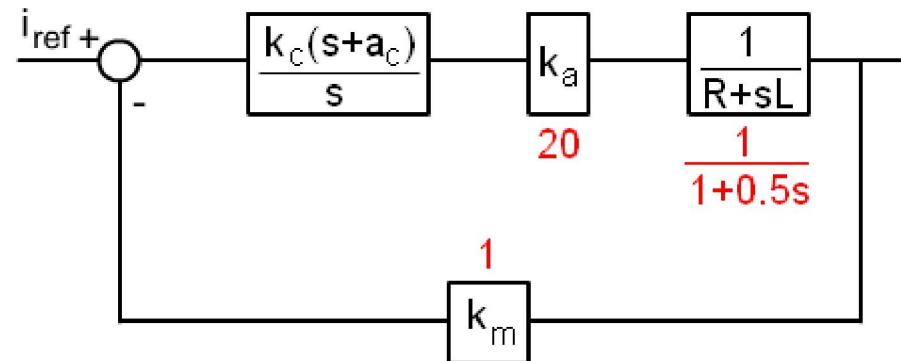 i_ref +
-
k_c(s+a_c)
s
k_a
20
1
R+sL
1
1+0.5s
1
k_m